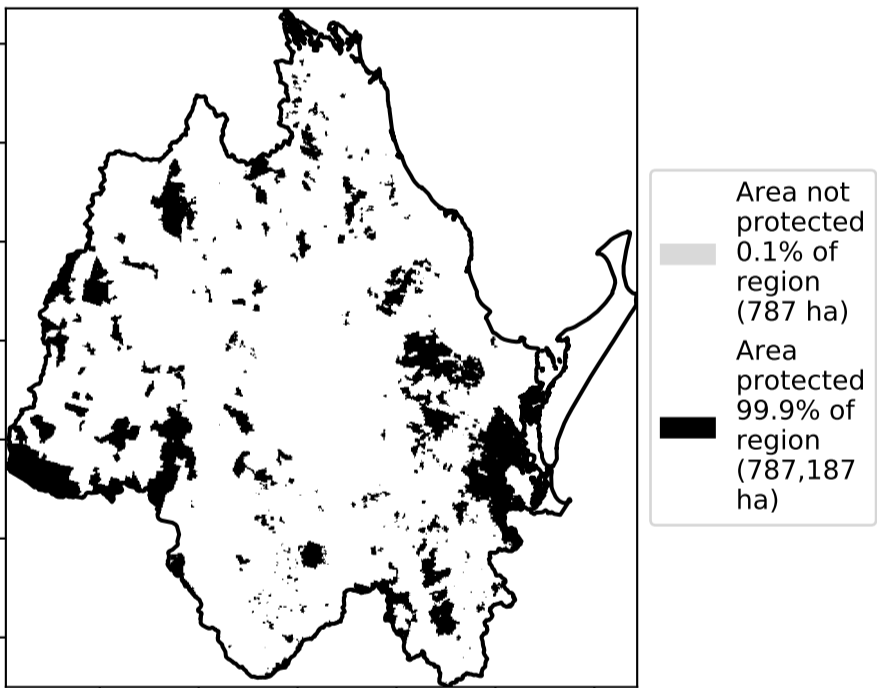 Area not
protected
0.1% of
region
(787 ha)
Area
protected
99.9% of
region
(787,187
ha)